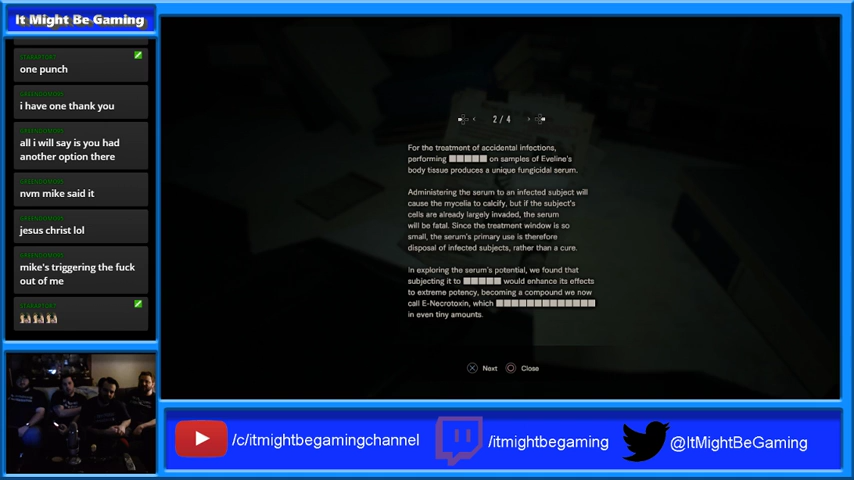 It Might Be Gaming
one punch
i have one thank you
all i will say is you had
another option there
nvm mike said it
jesus christ lol
mike's triggering the fuck
out of me
2 / 4
For the treatment of accidental infections,
performing ■■■■■ on samples of Eveline's
body tissue produces a unique fungicidal serum.
Administering the serum to an infected subject will
cause the mycelia to calcify, but if the subject's
cells are already largely invaded, the serum
will be fatal. Since the treatment window is so
small, the serum's primary use is therefore
disposal of infected subjects, rather than a cure.
In exploring the serum's potential, we found that
subjecting it to ■■■■■ would enhance its effects
to extreme potency, becoming a compound we now
call E-Necrotoxin, which ■■■■■■■■■■■■■
in even tiny amounts.
Next Close
/c/itmightbegamingchannel
/itmightbegaming
@ItMightBeGaming